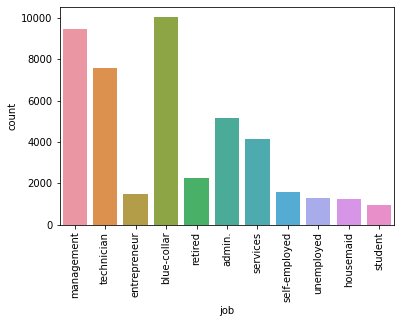 10000
8000
6000
4000
2000
0
count
management
technician
entrepreneur
blue-collar
retired
admin.
services
self-employed
unemployed
housemaid
student
job